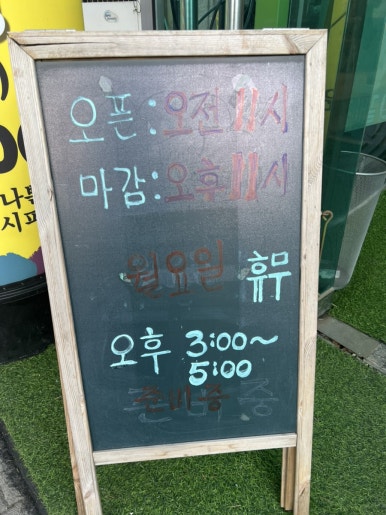 오픈:오전 11시
마감:오후 11시
월요일 휴무
오후 3:00~
5:00
준비중